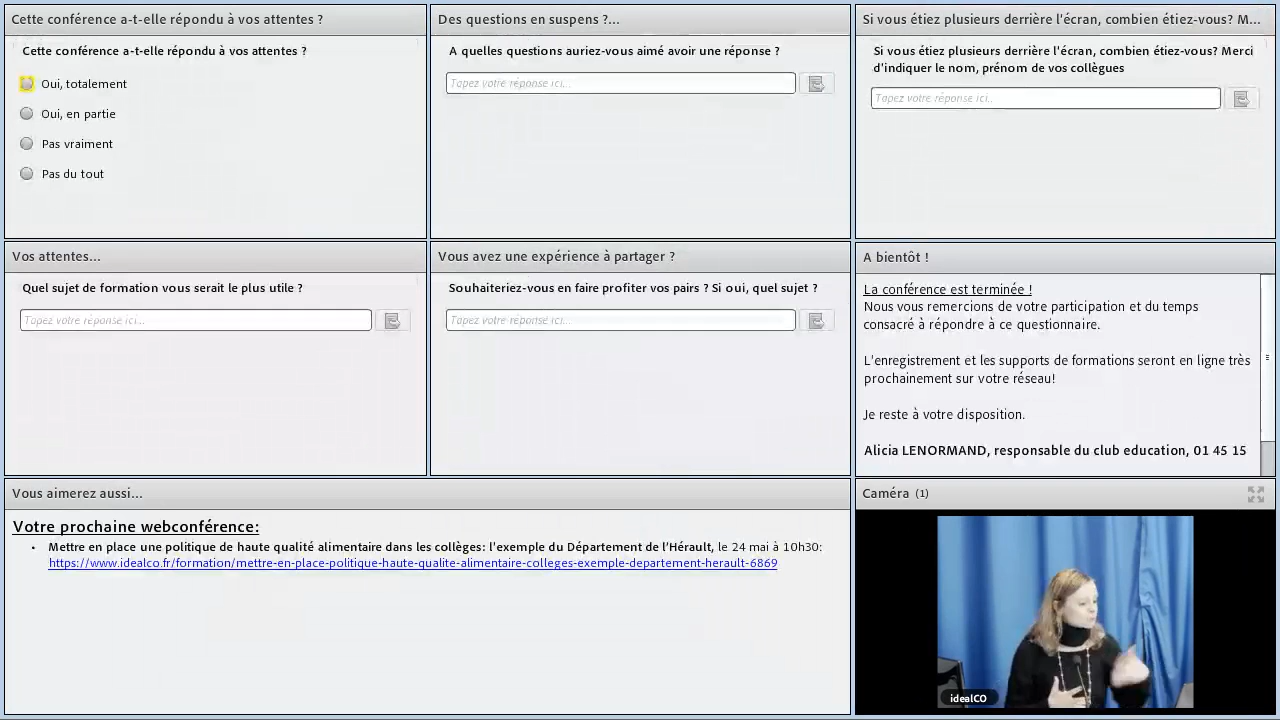 Cette conférence a-t-elle répondu à vos attentes ?
Cette conférence a-t-elle répondu à vos attentes ?
Oui, totalement
Oui, en partie
Pas vraiment
Pas du tout
Des questions en suspens ?...
A quelles questions auriez-vous aimé avoir une réponse ?
Tapez votre réponse ici...
Si vous étiez plusieurs derrière l'écran, combien étiez-vous? M...
Si vous étiez plusieurs derrière l'écran, combien étiez-vous? Merci
d'indiquer le nom, prénom de vos collègues
Tapez votre réponse ici...
Vos attentes...
Quel sujet de formation vous serait le plus utile ?
Tapez votre réponse ici...
Vous avez une expérience à partager ?
Souhaiteriez-vous en faire profiter vos pairs ? Si oui, quel sujet ?
Tapez votre réponse ici...
A bientôt !
La conférence est terminée !
Nous vous remercions de votre participation et du temps
consacré à répondre à ce questionnaire.
L'enregistrement et les supports de formations seront en ligne très
prochainement sur votre réseau!
Je reste à votre disposition.
Alicia LENORMAND, responsable du club education, 01 45 15
Vous aimerez aussi...
Votre prochaine webconférence:
• Mettre en place une politique de haute qualité alimentaire dans les collèges: l'exemple du Département de l'Hérault, le 24 mai à 10h30:
https://www.idealco.fr/formation/mettre-en-place-politique-haute-qualite-alimentaire-colleges-exemple-departement-herault-6869
Caméra (1)
idealCO